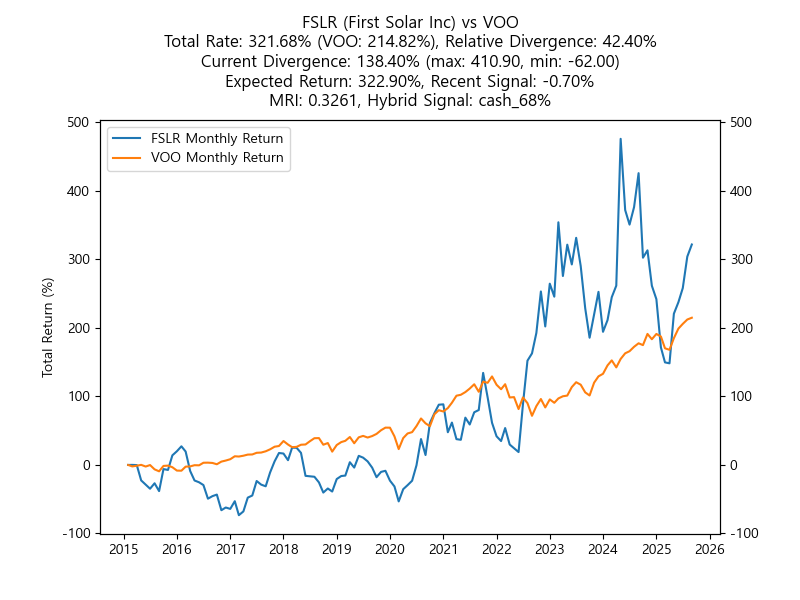 FSLR (First Solar Inc) vs VOO
Total Rate: 321.68% (VOO: 214.82%), Relative Divergence: 42.40%
Current Divergence: 138.40% (max: 410.90, min: -62.00)
Expected Return: 322.90%, Recent Signal: -0.70%
MRI: 0.3261, Hybrid Signal: cash_68%
500 500
FSLR Monthly Return
VOO Monthly Return
400 400
300 300
Total Return (%)
200 200
100 100
0 0
-100 -100
2015 2016 2017 2018 2019 2020 2021 2022 2023 2024 2025 2026